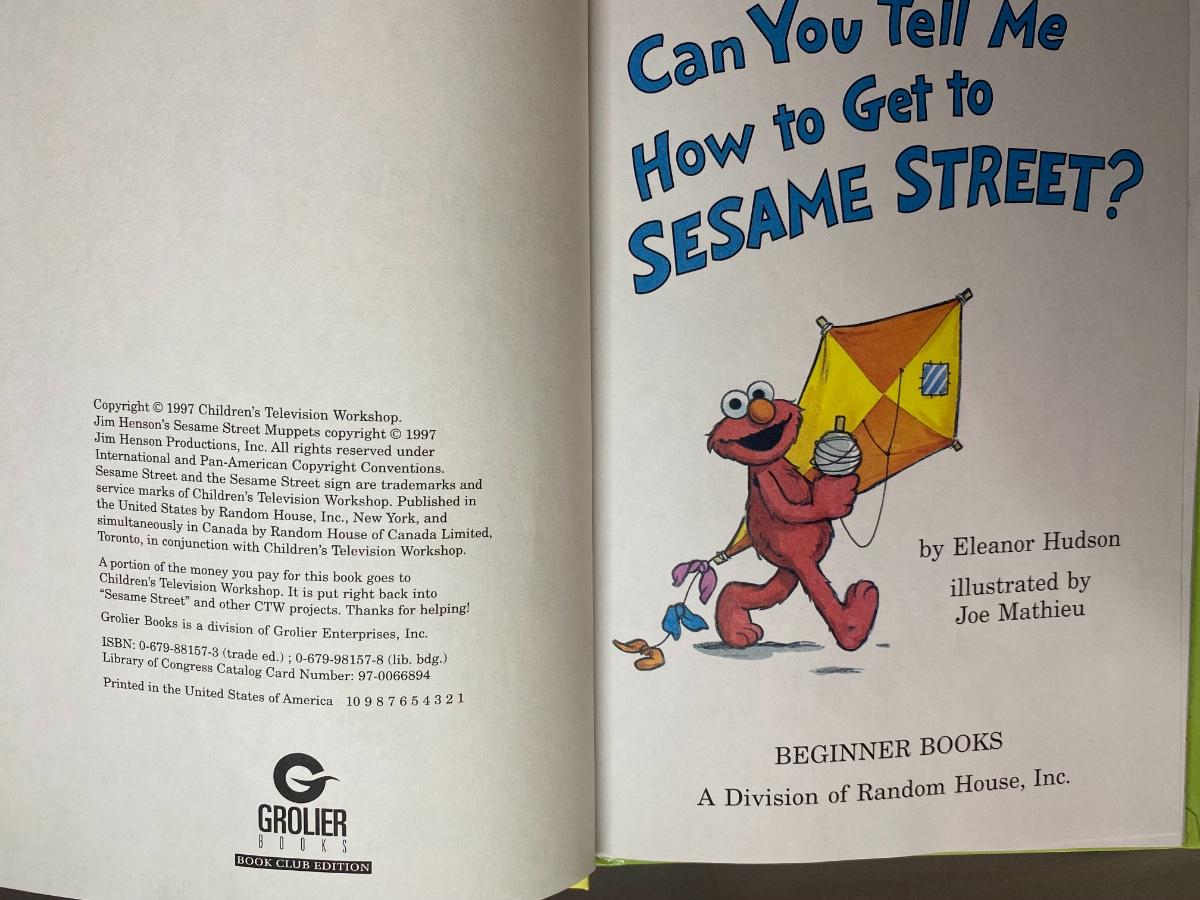 Copyright © 1997 Children's Television Workshop.
Jim Henson's Sesame Street Muppets copyright © 1997
Jim Henson Productions, Inc. All rights reserved under
International and Pan-American Copyright Conventions.
Sesame Street and the Sesame Street sign are trademarks and
service marks of Children's Television Workshop. Published in
the United States by Random House, Inc., New York, and
simultaneously in Canada by Random House of Canada Limited,
Toronto, in conjunction with Children's Television Workshop.
A portion of the money you pay for this book goes to
Children's Television Workshop. It is put right back into
"Sesame Street" and other CTW projects. Thanks for helping!
Grolier Books is a division of Grolier Enterprises, Inc.
ISBN: 0-679-88157-3 (trade ed.) ; 0-679-98157-8 (lib. bdg.)
Library of Congress Catalog Card Number: 97-0066894
Printed in the United States of America 10 9 8 7 6 5 4 3 2 1
GROLIER
BOOKS
BOOK CLUB EDITION
Can You Tell Me
How to Get to
SESAME STREET?
by Eleanor Hudson
illustrated by
Joe Mathieu
BEGINNER BOOKS
A Division of Random House, Inc.